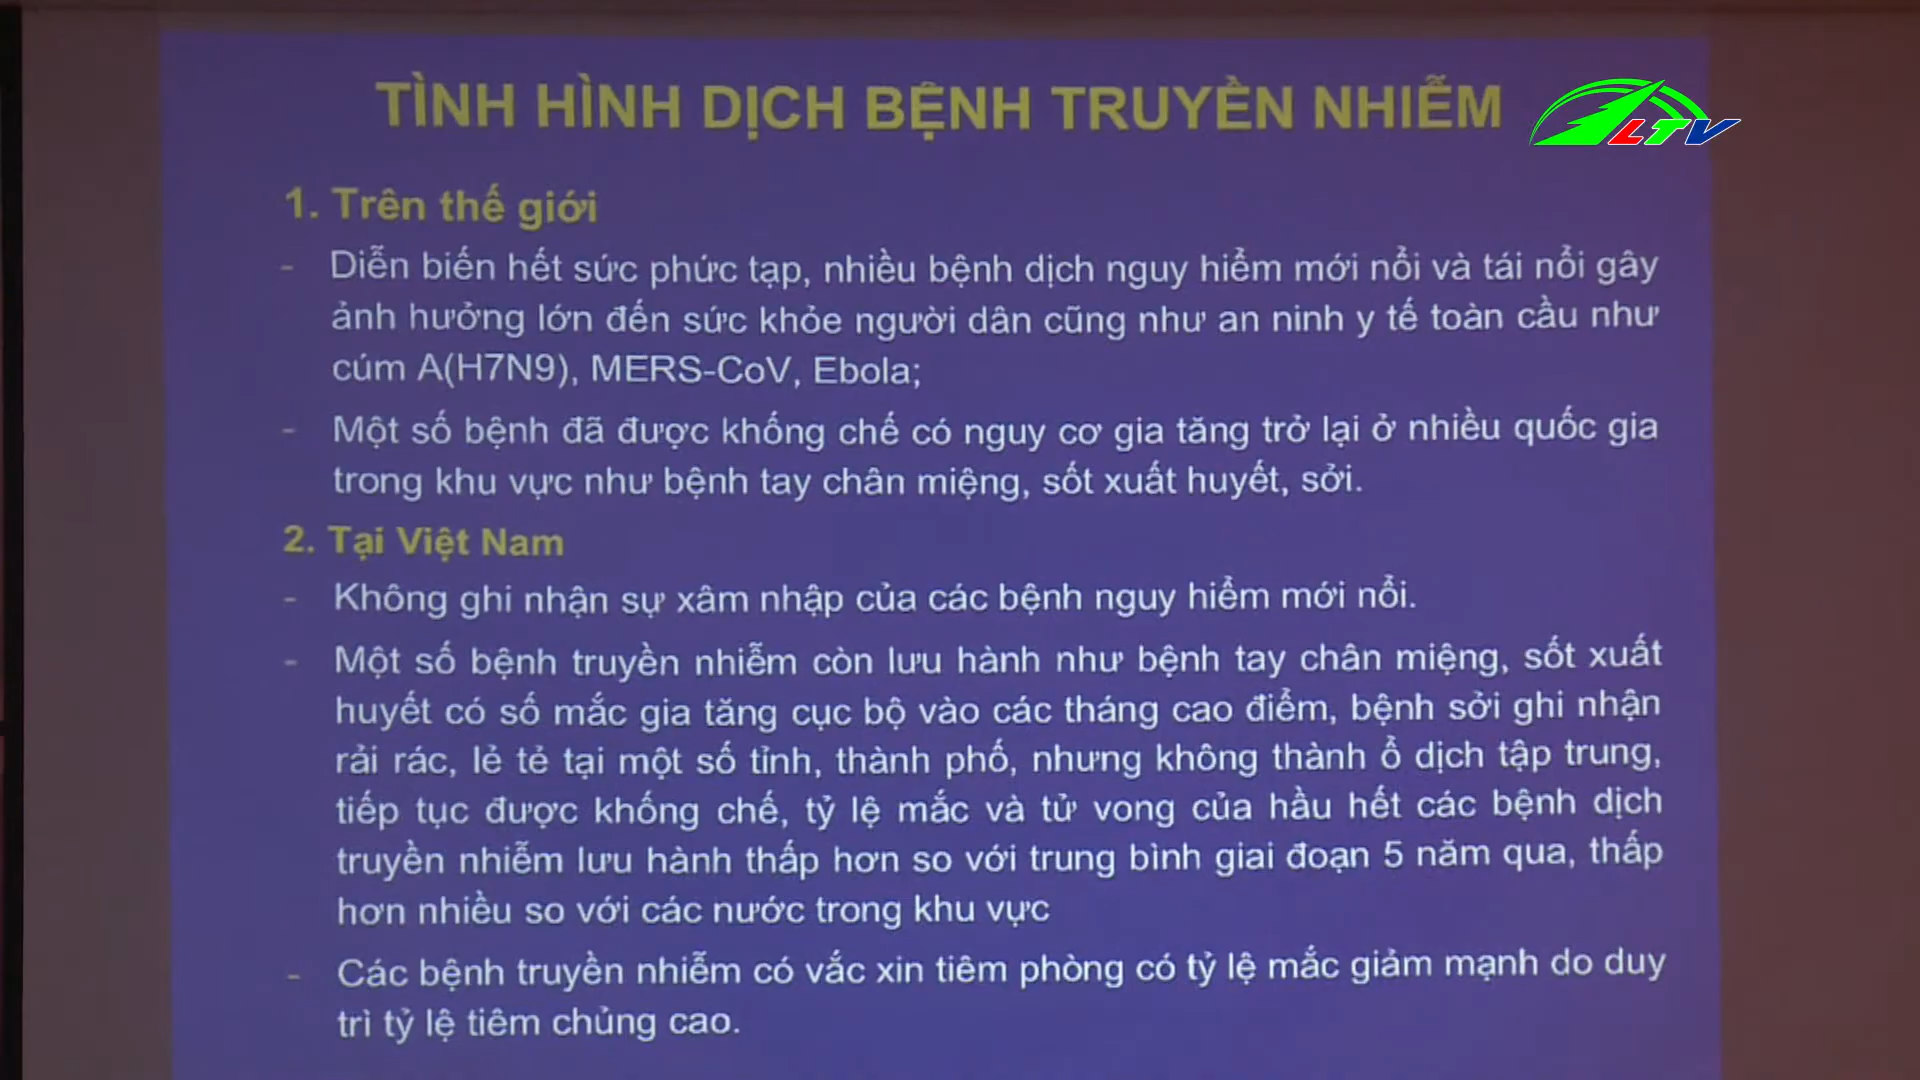 TÌNH HÌNH DỊCH BỆNH TRUYỀN NHIỄM
LTV
1. Trên thế giới
- Diễn biến hết sức phức tạp, nhiều bệnh dịch nguy hiểm mới nổi và tái nổi gây
ảnh hưởng lớn đến sức khỏe người dân cũng như an ninh y tế toàn cầu như
cúm A(H7N9), MERS-CoV, Ebola;
- Một số bệnh đã được khống chế có nguy cơ gia tăng trở lại ở nhiều quốc gia
trong khu vực như bệnh tay chân miệng, sốt xuất huyết, sởi.
2. Tại Việt Nam
- Không ghi nhận sự xâm nhập của các bệnh nguy hiểm mới nổi.
- Một số bệnh truyền nhiễm còn lưu hành như bệnh tay chân miệng, sốt xuất
huyết có số mắc gia tăng cục bộ vào các tháng cao điểm, bệnh sởi ghi nhận
rải rác, lẻ tẻ tại một số tỉnh, thành phố, nhưng không thành ổ dịch tập trung,
tiếp tục được khống chế, tỷ lệ mắc và tử vong của hầu hết các bệnh dịch
truyền nhiễm lưu hành thấp hơn so với trung bình giai đoạn 5 năm qua, thấp
hơn nhiều so với các nước trong khu vực
- Các bệnh truyền nhiễm có vắc xin tiêm phòng có tỷ lệ mắc giảm mạnh do duy
trì tỷ lệ tiêm chủng cao.